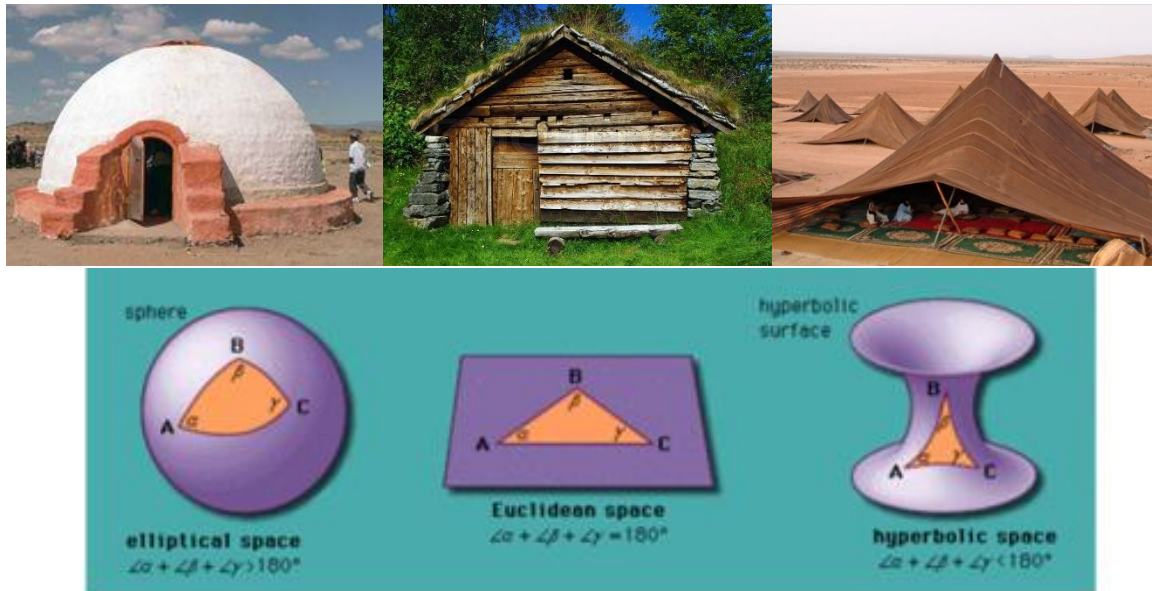 sphere
B
β
A
α
γ
C
elliptical space
∠α + ∠β + ∠γ > 180°
B
β
A
α
γ
C
Euclidean space
∠α + ∠β + ∠γ = 180°
hyperbolic
surface
B
β
A
α
γ
C
hyperbolic space
∠α + ∠β + ∠γ < 180°